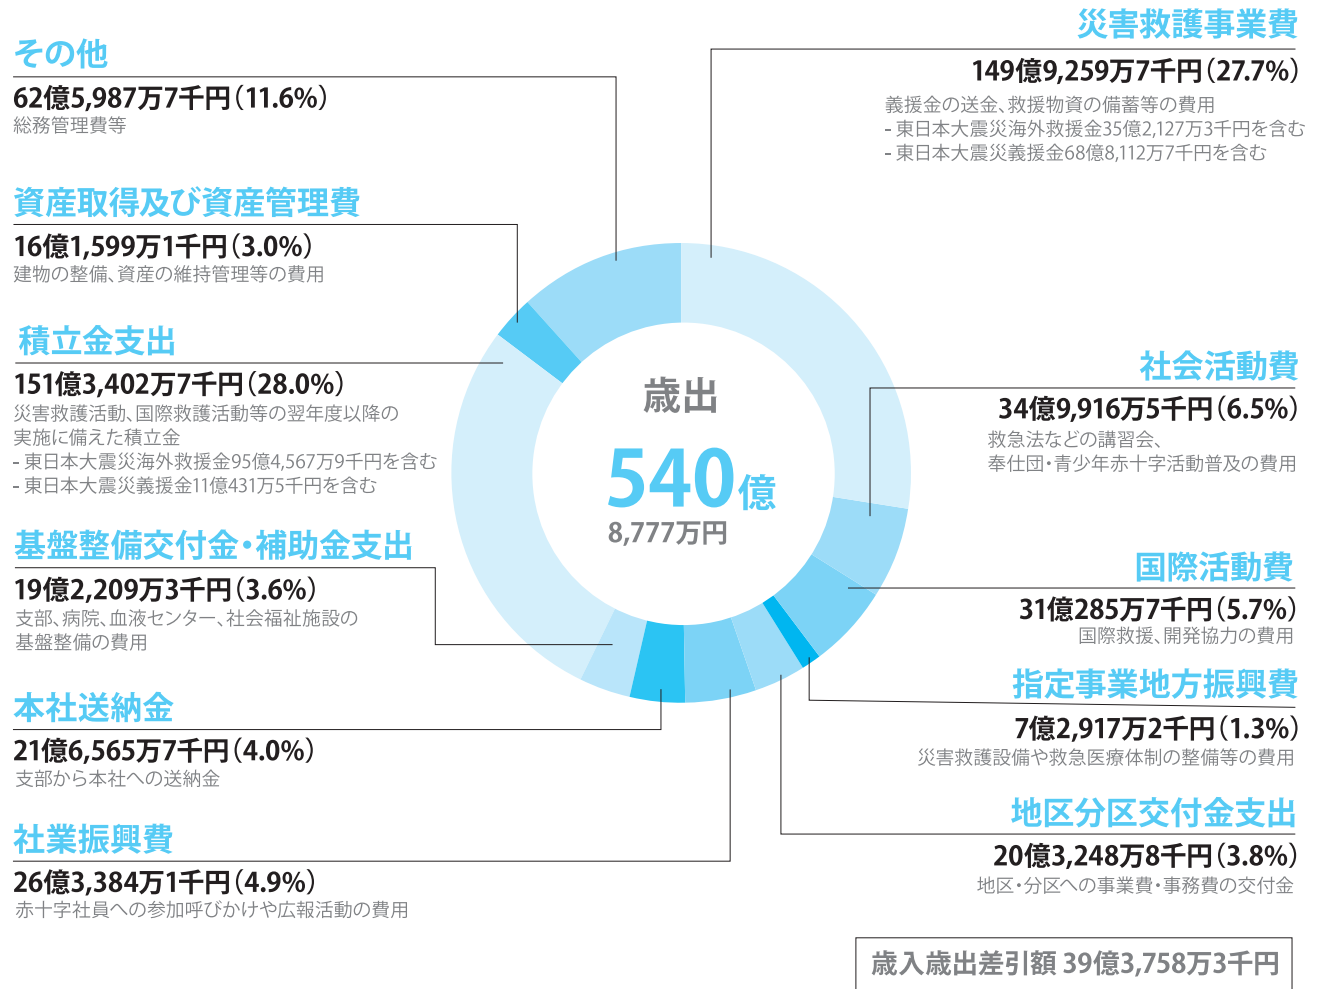 災害救護事業費
149億9,259万7千円(27.7%)
義援金の送金、救援物資の備蓄等の費用
- 東日本大震災海外救援金35億2,127万3千円を含む
- 東日本大震災義援金68億8,112万7千円を含む
社会活動費
34億9,916万5千円(6.5%)
救急法などの講習会、
奉仕団・青少年赤十字活動普及の費用
国際活動費
31億285万7千円(5.7%)
国際救援、開発協力の費用
指定事業地方振興費
7億2,917万2千円(1.3%)
災害救護設備や救急医療体制の整備等の費用
地区分区交付金支出
20億3,248万8千円(3.8%)
地区・分区への事業費・事務費の交付金
その他
62億5,987万7千円(11.6%)
総務管理費等
資産取得及び資産管理費
16億1,599万1千円(3.0%)
建物の整備、資産の維持管理等の費用
積立金支出
151億3,402万7千円(28.0%)
災害救護活動、国際救護活動等の翌年度以降の
実施に備えた積立金
- 東日本大震災海外救援金95億4,567万9千円を含む
- 東日本大震災義援金11億431万5千円を含む
基盤整備交付金・補助金支出
19億2,209万3千円(3.6%)
支部、病院、血液センター、社会福祉施設の
基盤整備の費用
本社送納金
21億6,565万7千円(4.0%)
支部から本社への送納金
社業振興費
26億3,384万1千円(4.9%)
赤十字社員への参加呼びかけや広報活動の費用
歳出
540億
8,777万円
歳入歳出差引額 39億3,758万3千円